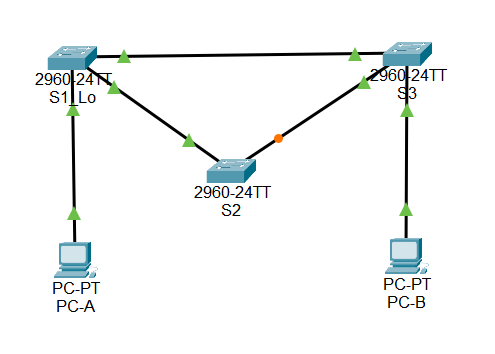 2960-24TT
S1_Lo
2960-24TT
S3
2960-24TT
S2
PC-PT
PC-A
PC-PT
PC-B